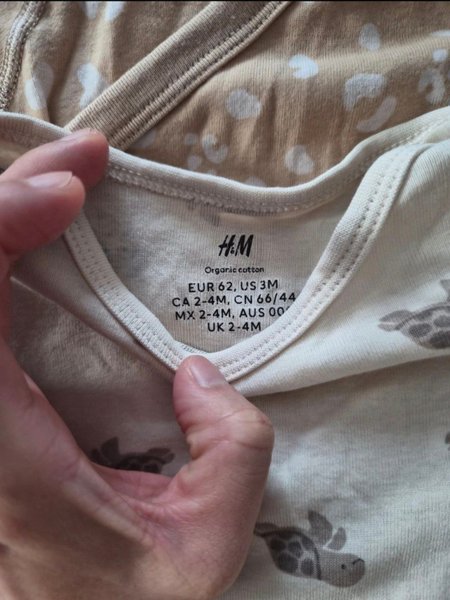 H&M
Organic cotton
EUR 62, US 3M
CA 2-4M, CN 66/44
MX 2-4M, AUS 00
UK 2-4M